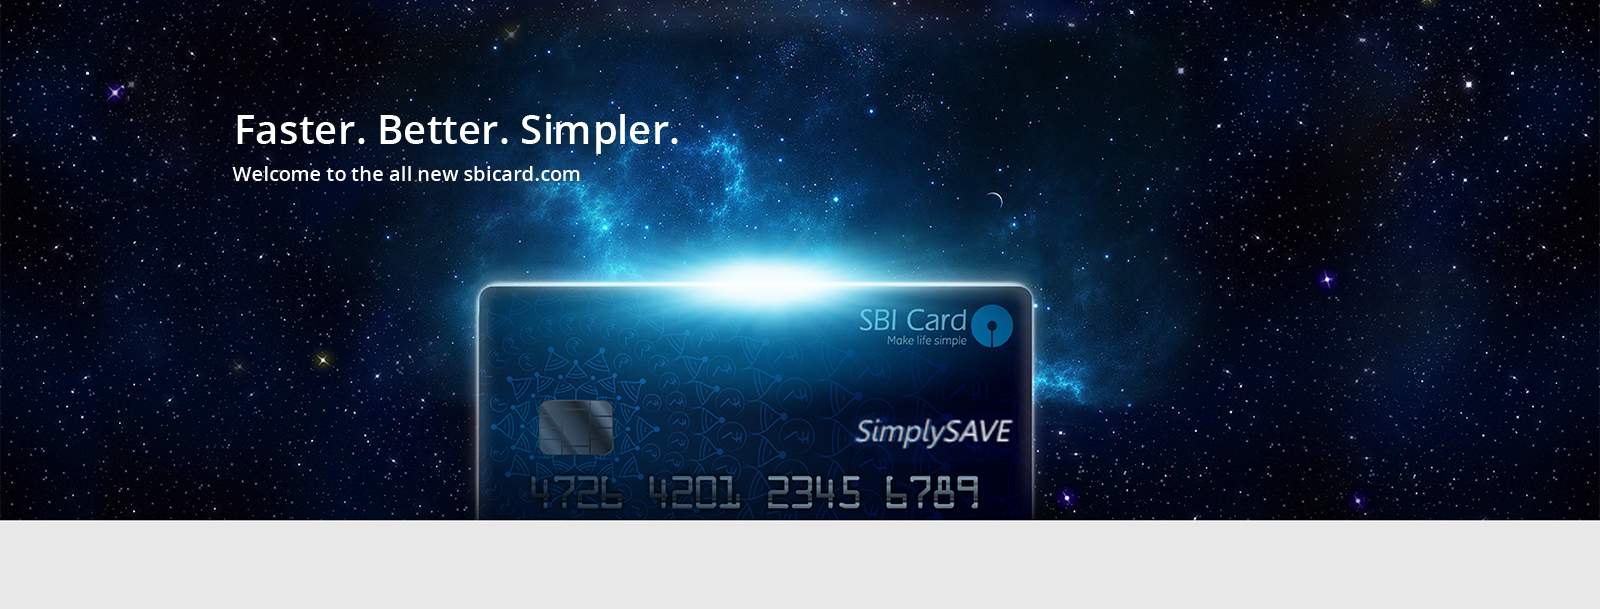 Faster. Better. Simpler.
Welcome to the all new sbicard.com
SBI Card
Make life simple
SimplySAVE
4726 4201 2345 6789